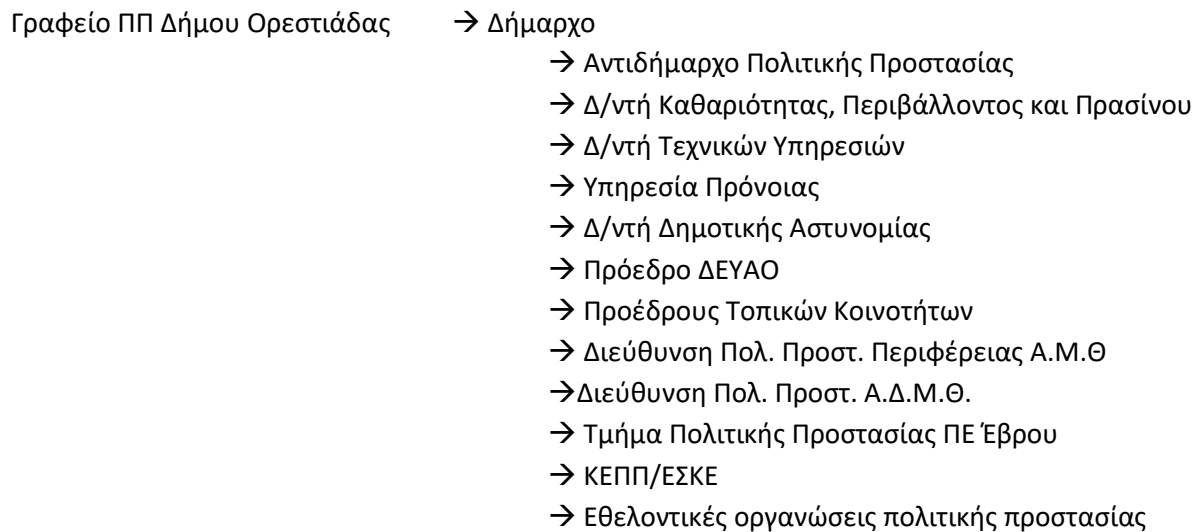 Γραφείο ΠΠ Δήμου Ορεστιάδας → Δήμαρχο
→ Αντιδήμαρχο Πολιτικής Προστασίας
→ Δ/ντή Καθαριότητας, Περιβάλλοντος και Πρασίνου
→ Δ/ντή Τεχνικών Υπηρεσιών
→ Υπηρεσία Πρόνοιας
→ Δ/ντή Δημοτικής Αστυνομίας
→ Πρόεδρο ΔΕΥΑΟ
→ Προέδρους Τοπικών Κοινοτήτων
→ Διεύθυνση Πολ. Προστ. Περιφέρειας Α.Μ.Θ
→Διεύθυνση Πολ. Προστ. Α.Δ.Μ.Θ.
→ Τμήμα Πολιτικής Προστασίας ΠΕ Έβρου
→ ΚΕΠΠ/ΕΣΚΕ
→ Εθελοντικές οργανώσεις πολιτικής προστασίας